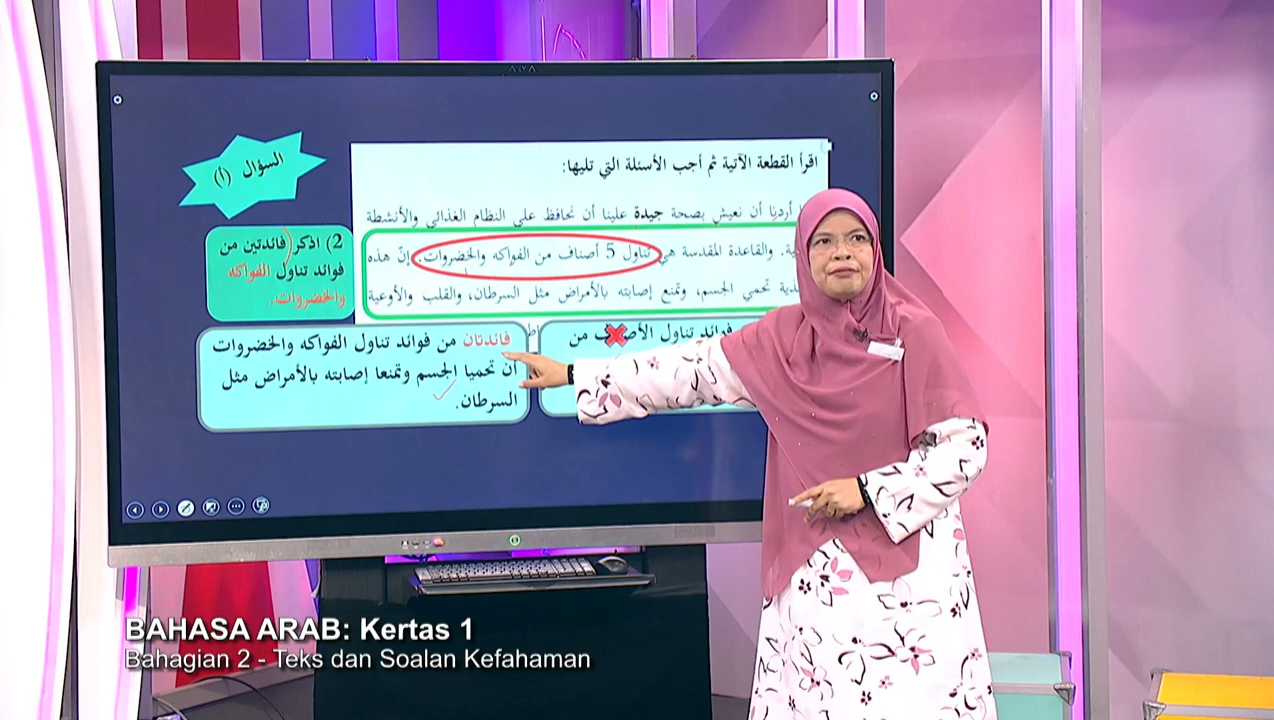 السؤال (أ)
اقرأ القطعة الآتية ثم أجب الأسئلة التي تليها:
أردنا أن نعيش بصحة جيدة علينا أن نحافظ على النظام الغذائي والأنشطة
والقاعدة المقدسة هي تناول 5 أصناف من الفواكه والخضروات. إنّ هذه
تحمي الجسم، وتمنع إصابته بالأمراض مثل السرطان، والقلب والأوعية
2) اذكر فائدتين من
فوائد تناول الفواكه
والخضروات.
فوائد تناول الأصناف من
فائدتان من فوائد تناول الفواكه والخضروات
أن تحميا الجسم وتمنعا إصابته بالأمراض مثل
السرطان.
BAHASA ARAB: Kertas 1
Bahagian 2 - Teks dan Soalan Kefahaman